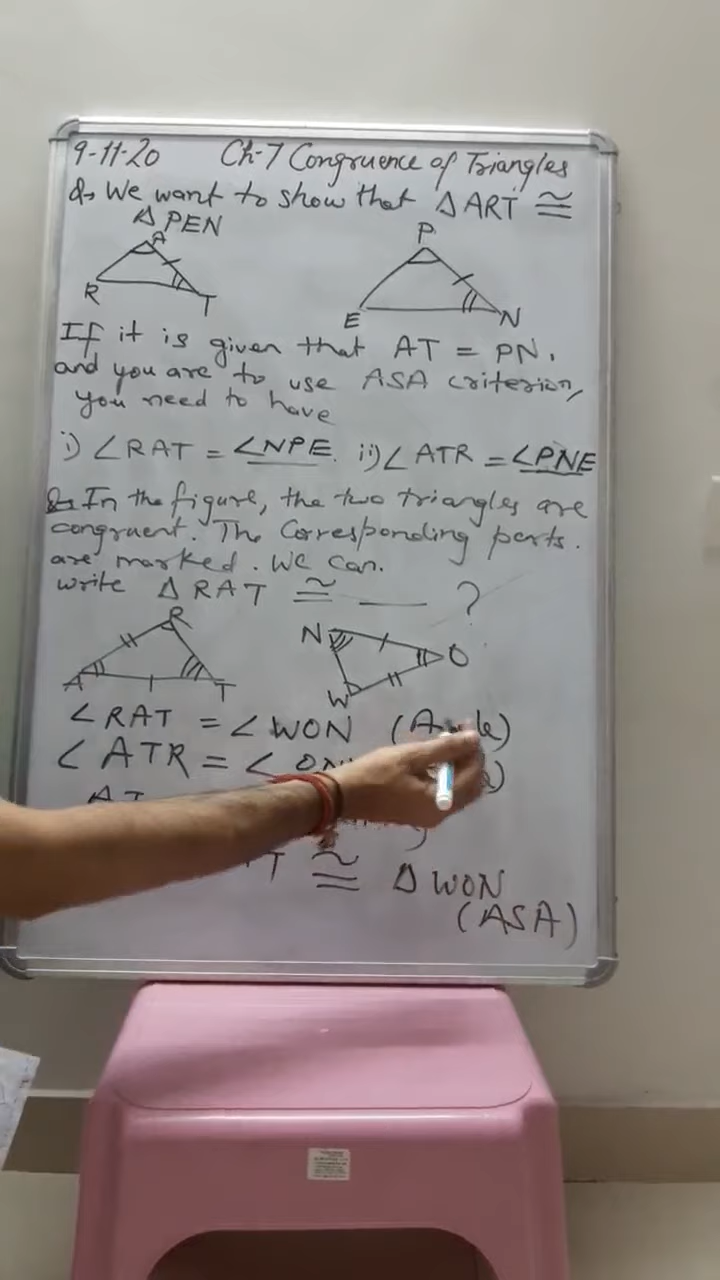 9-11-20 Ch-7 Congruence of Triangles
Q→ We want to show that Δ ART ≅
Δ PEN
A
P
R
T
E
N
If it is given that AT = PN.
and you are to use ASA criterion,
you need to have
i) ∠RAT = ∠NPE. ii) ∠ATR = ∠PNE
Q→ In the figure, the two triangles are
congruent. The Corresponding parts.
are marked. We can.
write Δ RAT ≅ ___ ?
R
N
O
A
T
W
∠RAT = ∠WON
∠ATR = ∠
AT
T ≅ Δ WON
(ASA)